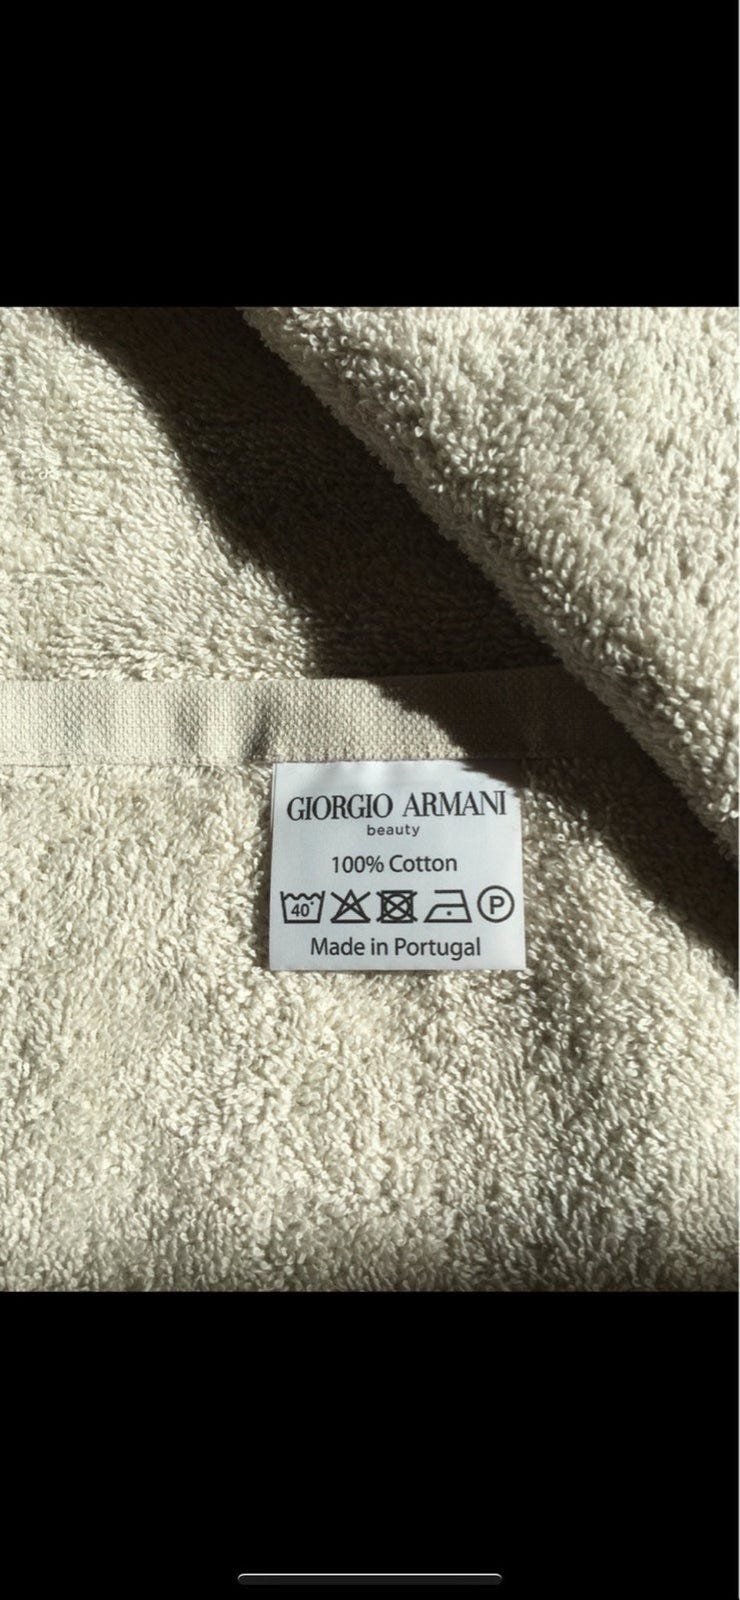 GIORGIO ARMANI
beauty
100% Cotton
40° P
Made in Portugal